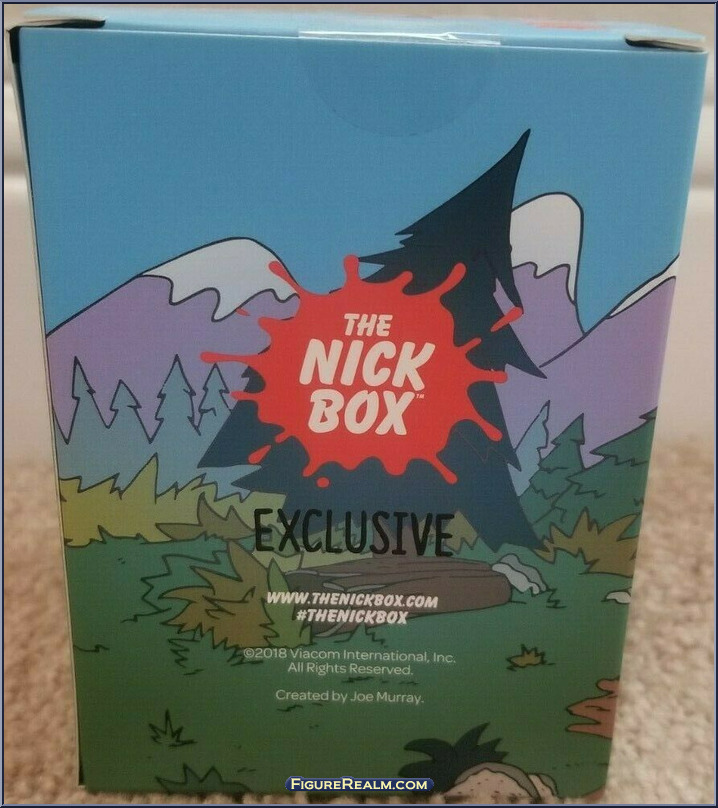 THE
NICK
BOX™
EXCLUSIVE
WWW.THENICKBOX.COM
#THENICKBOX
©2018 Viacom International, Inc.
All Rights Reserved.
Created by Joe Murray.
FIGUREREALM.COM